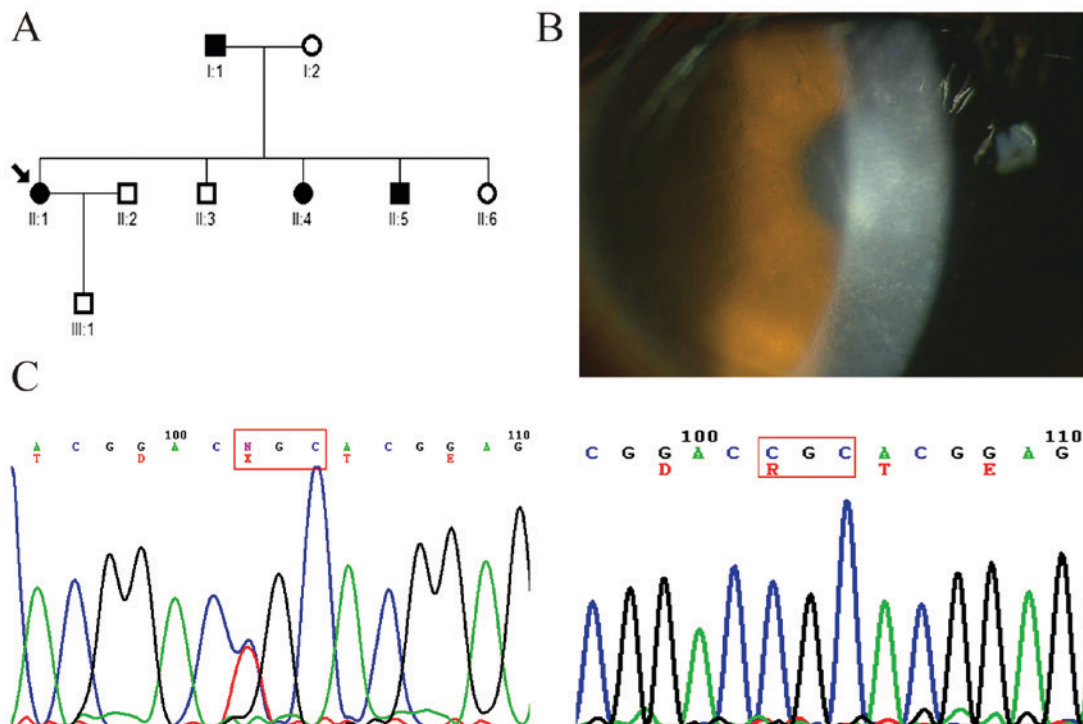 A
B
I:1 I:2
II:1 II:2 II:3 II:4 II:5 II:6
III:1
C
100 110
A C G G A C N G C A C G G A G
T D X T E
100 110
C G G A C C G C A C G G A G
D R T E